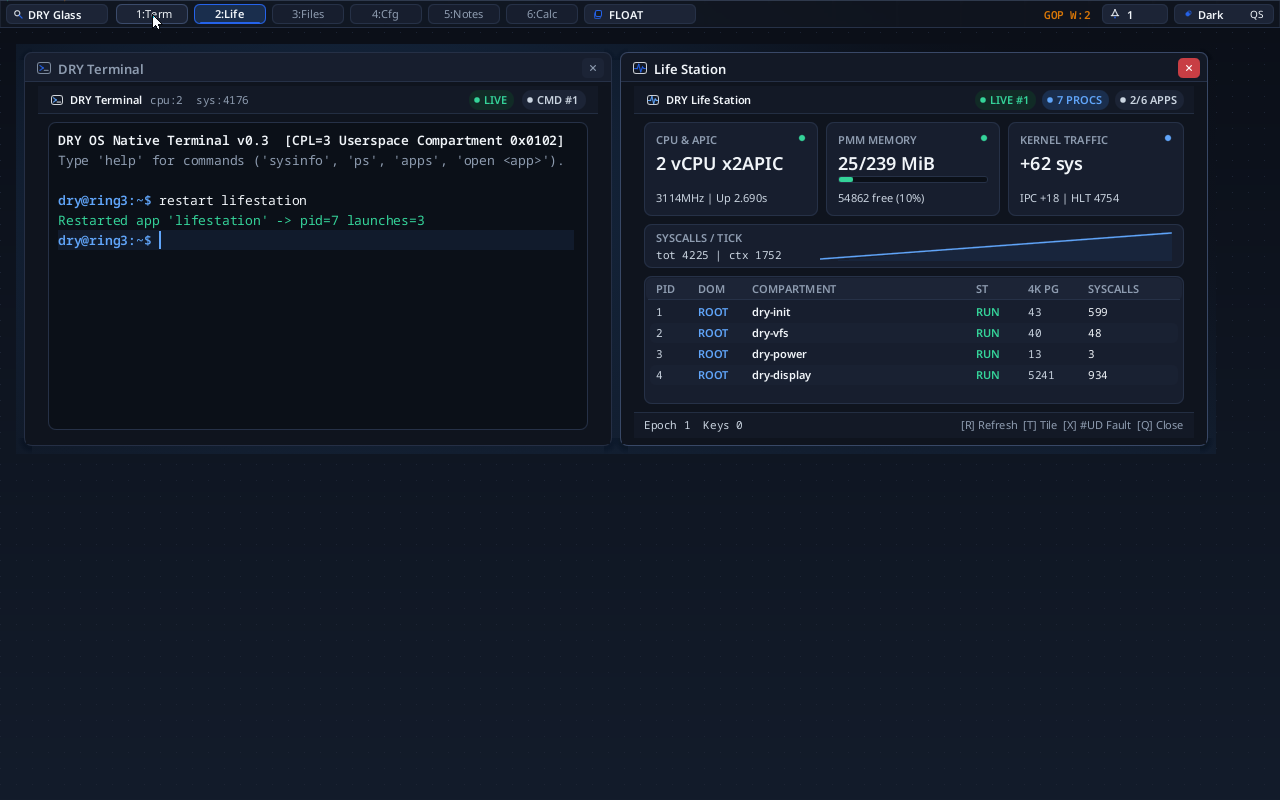 DRY Glass 1:Term 2:Life 3:Files 4:Cfg 5:Notes 6:Calc FLOAT GOP W:2 1 Dark QS
DRY Terminal ×
DRY Terminal cpu:2 sys:4176 LIVE CMD #1
DRY OS Native Terminal v0.3 [CPL=3 Userspace Compartment 0x0102]
Type 'help' for commands ('sysinfo', 'ps', 'apps', 'open <app>').
dry@ring3:~$ restart lifestation
Restarted app 'lifestation' -> pid=7 launches=3
dry@ring3:~$
Life Station ×
DRY Life Station LIVE #1 7 PROCS 2/6 APPS
CPU & APIC
2 vCPU x2APIC
3114MHz | Up 2.690s
PMM MEMORY
25/239 MiB
54862 free (10%)
KERNEL TRAFFIC
+62 sys
IPC +18 | HLT 4754
SYSCALLS / TICK
tot 4225 | ctx 1752
PID DOM COMPARTMENT ST 4K PG SYSCALLS
1 ROOT dry-init RUN 43 599
2 ROOT dry-vfs RUN 40 48
3 ROOT dry-power RUN 13 3
4 ROOT dry-display RUN 5241 934
Epoch 1 Keys 0 [R] Refresh [T] Tile [X] #UD Fault [Q] Close